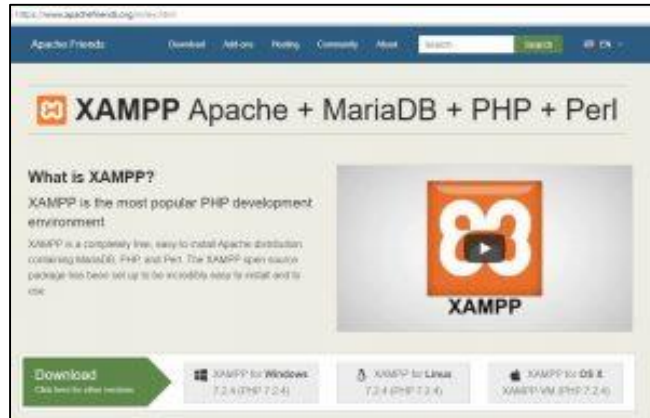 https://www.apachefriends.org/index.html
Apache Friends Download Add-ons Hosting Community About Search... Search EN
XAMPP Apache + MariaDB + PHP + Perl
What is XAMPP?
XAMPP is the most popular PHP development
environment
XAMPP is a completely free, easy to install Apache distribution
containing MariaDB, PHP, and Perl. The XAMPP open source
package has been set up to be incredibly easy to install and to
use.
XAMPP
Download
Click here for other versions
XAMPP for Windows
7.2.4 (PHP 7.2.4)
XAMPP for Linux
7.2.4 (PHP 7.2.4)
XAMPP for OS X
XAMPP-VM (PHP 7.2.4)